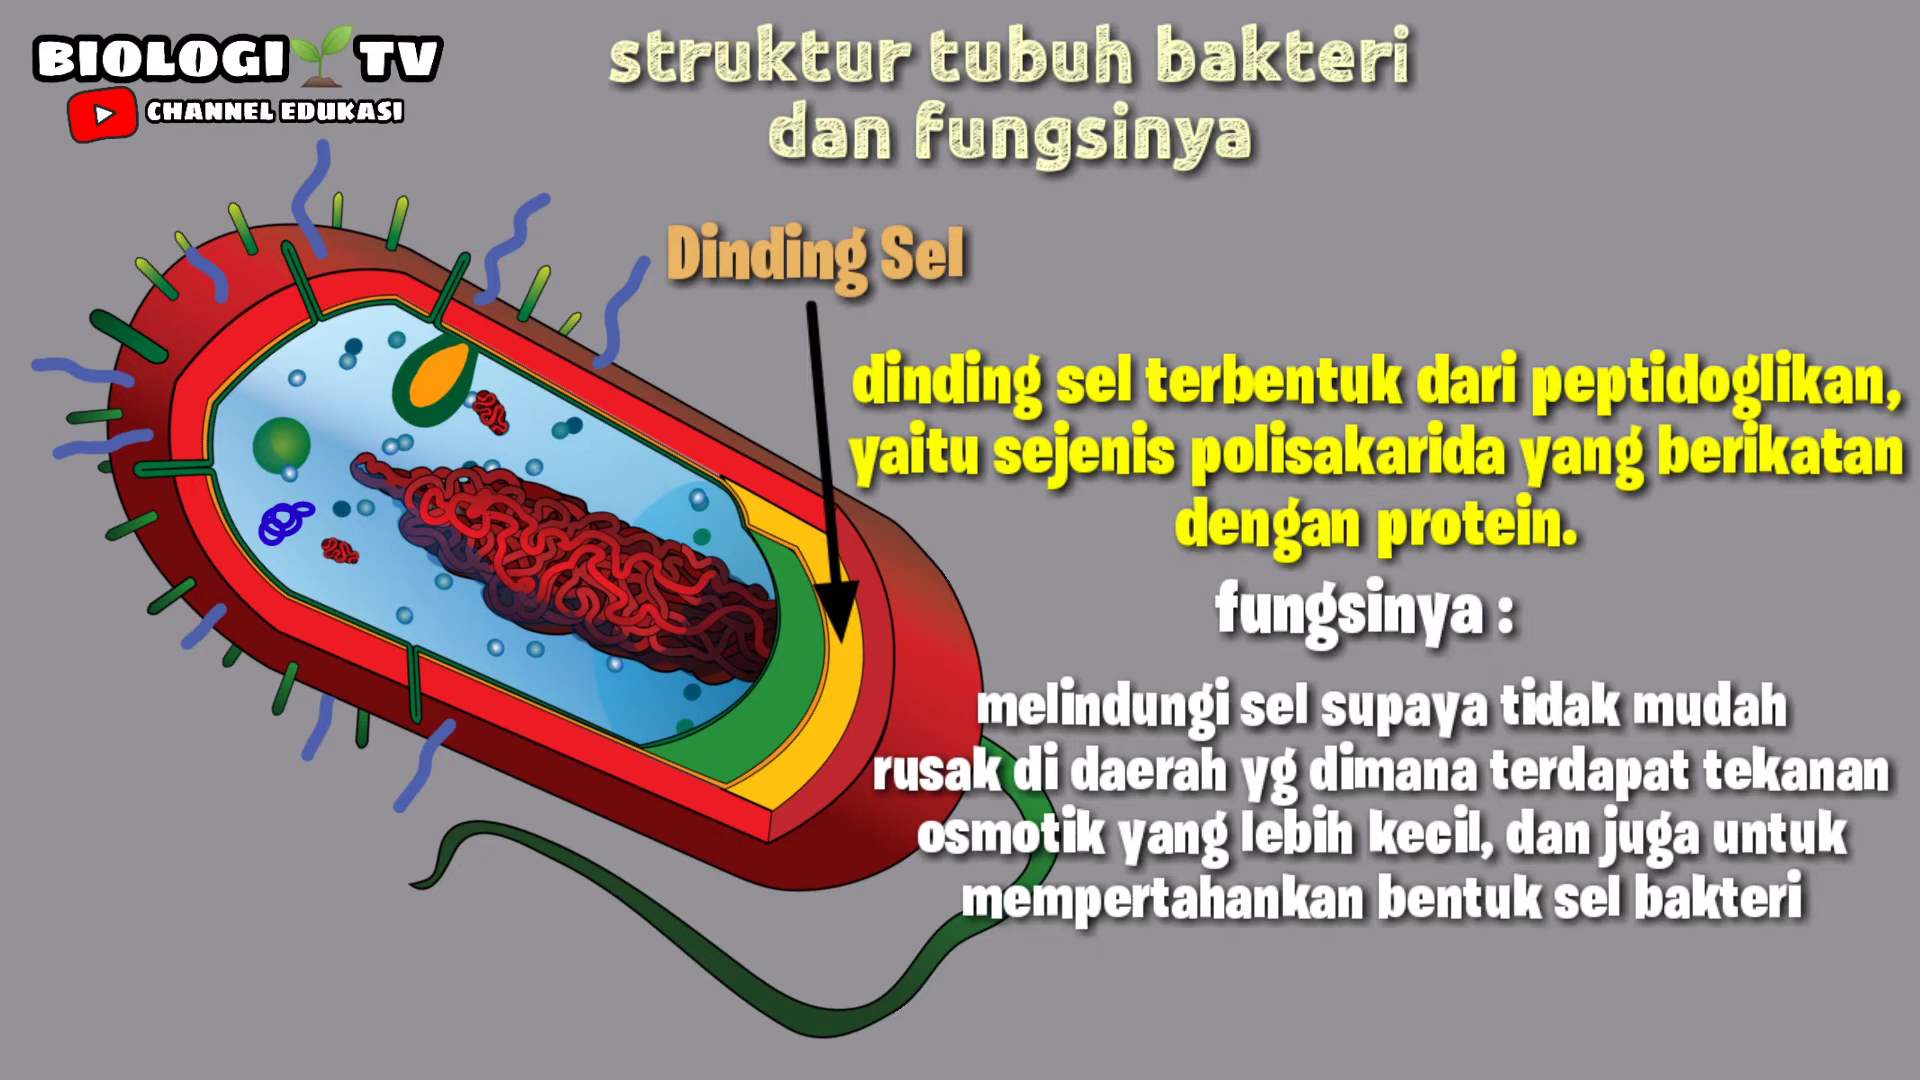 BIOLOGI TV
CHANNEL EDUKASI
struktur tubuh bakteri
dan fungsinya
Dinding Sel
dinding sel terbentuk dari peptidoglikan,
yaitu sejenis polisakarida yang berikatan
dengan protein.
fungsinya :
melindungi sel supaya tidak mudah
rusak di daerah yg dimana terdapat tekanan
osmotik yang lebih kecil, dan juga untuk
mempertahankan bentuk sel bakteri